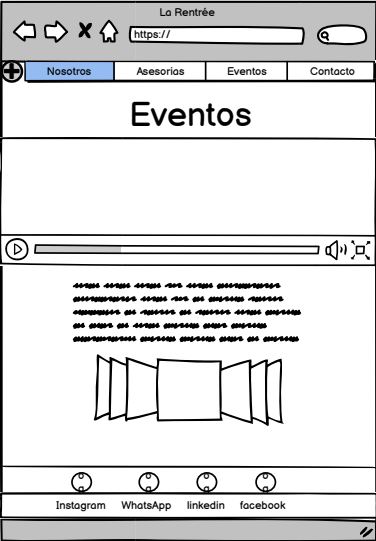 La Rentrée
https://
Nosotros Asesorias Eventos Contacto
Eventos
Instagram WhatsApp linkedin facebook